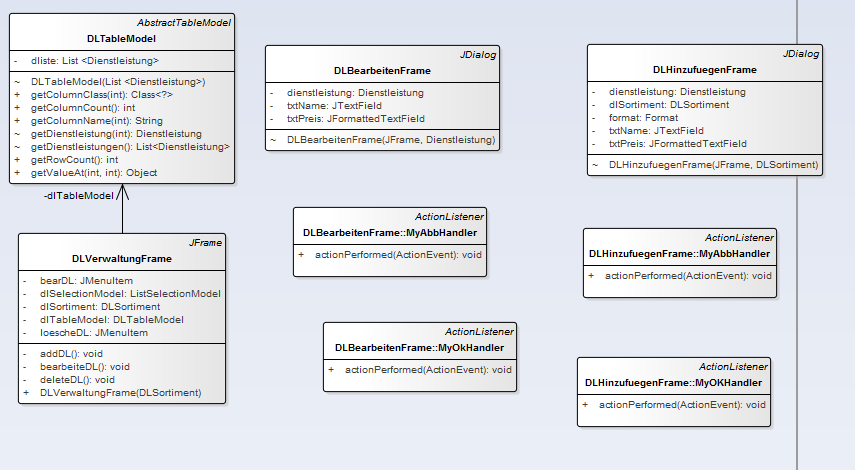 AbstractTableModel
DLTableModel
- dliste: List <Dienstleistung>
~ DLTableModel(List <Dienstleistung>)
+ getColumnClass(int): Class<?>
+ getColumnCount(): int
+ getColumnName(int): String
~ getDienstleistung(int): Dienstleistung
~ getDienstleistungen(): List<Dienstleistung>
+ getRowCount(): int
+ getValueAt(int, int): Object
-dlTableModel
JFrame
DLVerwaltungFrame
- bearDL: JMenuItem
- dlSelectionModel: ListSelectionModel
- dlSortiment: DLSortiment
- dlTableModel: DLTableModel
- loescheDL: JMenuItem
- addDL(): void
- bearbeiteDL(): void
- deleteDL(): void
+ DLVerwaltungFrame(DLSortiment)
JDialog
DLBearbeitenFrame
- dienstleistung: Dienstleistung
- txtName: JTextField
- txtPreis: JFormattedTextField
~ DLBearbeitenFrame(JFrame, Dienstleistung)
ActionListener
DLBearbeitenFrame::MyAbbHandler
+ actionPerformed(ActionEvent): void
ActionListener
DLBearbeitenFrame::MyOkHandler
+ actionPerformed(ActionEvent): void
JDialog
DLHinzufuegenFrame
- dienstleistung: Dienstleistung
- dlSortiment: DLSortiment
- format: Format
- txtName: JTextField
- txtPreis: JFormattedTextField
~ DLHinzufuegenFrame(JFrame, DLSortiment)
ActionListener
DLHinzufuegenFrame::MyAbbHandler
+ actionPerformed(ActionEvent): void
ActionListener
DLHinzufuegenFrame::MyOKHandler
+ actionPerformed(ActionEvent): void